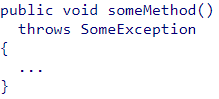 public void someMethod()
  throws SomeException
{
  ...
}